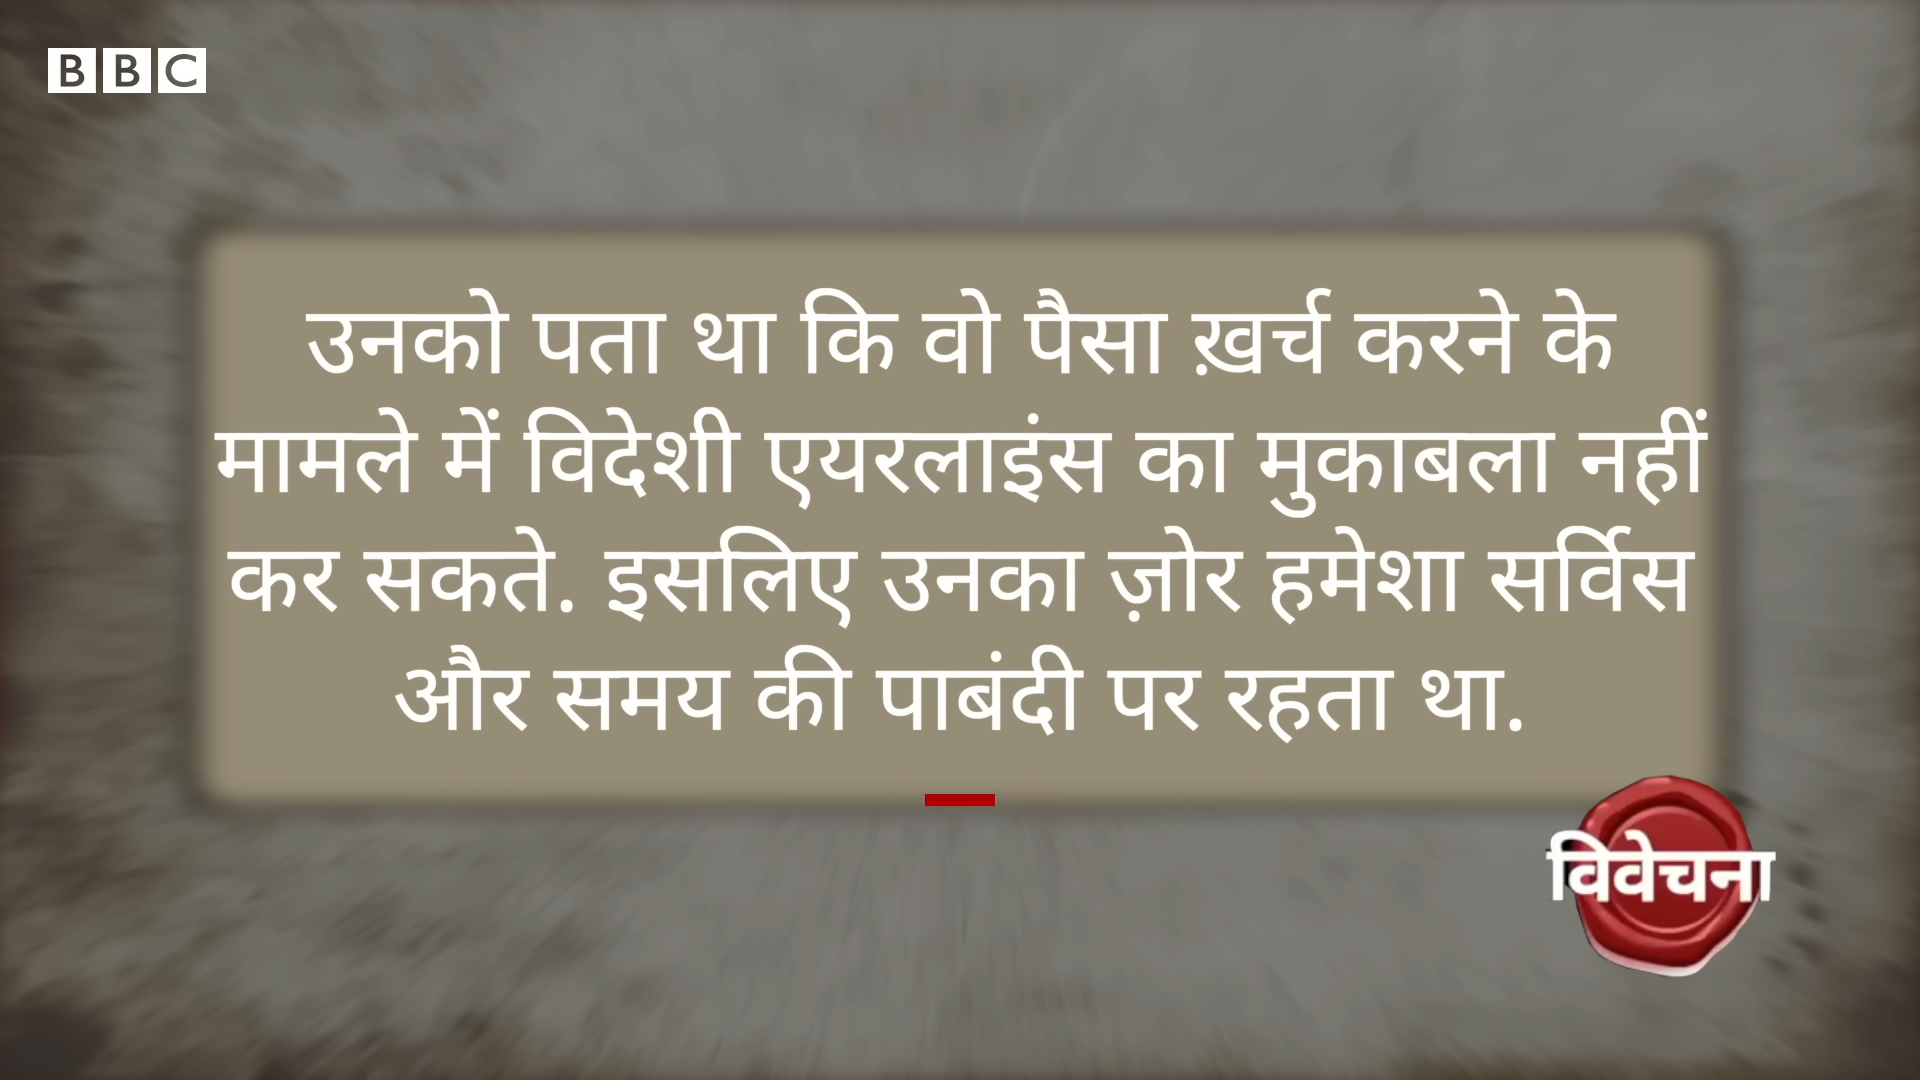 BBC
उनको पता था कि वो पैसा ख़र्च करने के
मामले में विदेशी एयरलाइंस का मुकाबला नहीं
कर सकते. इसलिए उनका ज़ोर हमेशा सर्विस
और समय की पाबंदी पर रहता था.
विवेचना